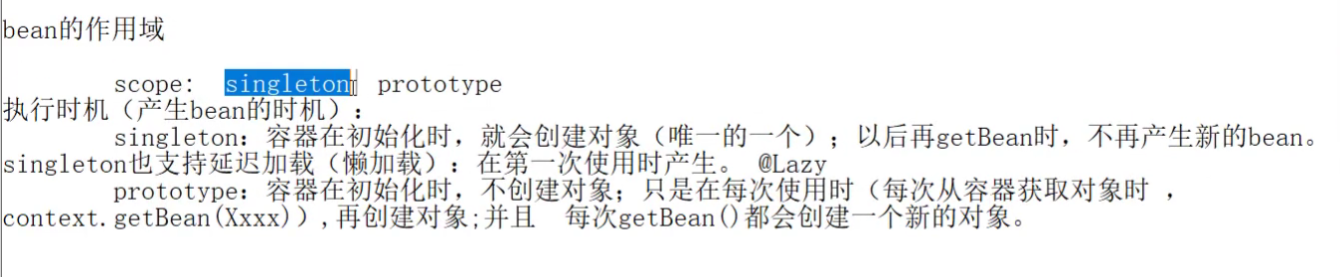 bean的作用域
scope: singleton prototype
执行时机（产生bean的时机）：
singleton：容器在初始化时，就会创建对象（唯一的一个）；以后再getBean时，不再产生新的bean。
singleton也支持延迟加载（懒加载）：在第一次使用时产生。 @Lazy
prototype：容器在初始化时，不创建对象；只是在每次使用时（每次从容器获取对象时 ，
context.getBean(Xxxx)）,再创建对象;并且 每次getBean()都会创建一个新的对象。